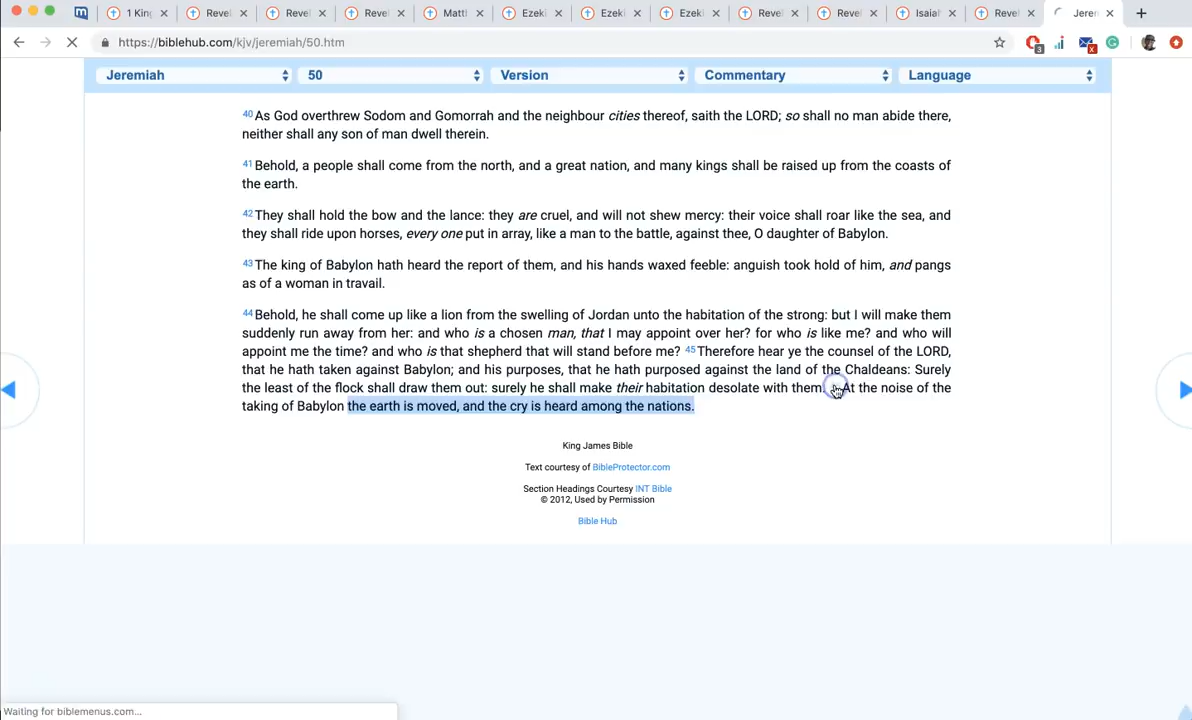 1 King
Revel
Revel
Revel
Matt
Ezeki
Ezeki
Ezeki
Revel
Revel
Isaiah
Revel
Jerem
https://biblehub.com/kjv/jeremiah/50.htm
3
x
Jeremiah 50 Version Commentary Language
40 As God overthrew Sodom and Gomorrah and the neighbour cities thereof, saith the LORD; so shall no man abide there,
neither shall any son of man dwell therein.
41 Behold, a people shall come from the north, and a great nation, and many kings shall be raised up from the coasts of
the earth.
42 They shall hold the bow and the lance: they are cruel, and will not shew mercy: their voice shall roar like the sea, and
they shall ride upon horses, every one put in array, like a man to the battle, against thee, O daughter of Babylon.
43 The king of Babylon hath heard the report of them, and his hands waxed feeble: anguish took hold of him, and pangs
as of a woman in travail.
44 Behold, he shall come up like a lion from the swelling of Jordan unto the habitation of the strong: but I will make them
suddenly run away from her: and who is a chosen man, that I may appoint over her? for who is like me? and who will
appoint me the time? and who is that shepherd that will stand before me? 45 Therefore hear ye the counsel of the LORD,
that he hath taken against Babylon; and his purposes, that he hath purposed against the land of the Chaldeans: Surely
the least of the flock shall draw them out: surely he shall make their habitation desolate with them. At the noise of the
taking of Babylon the earth is moved, and the cry is heard among the nations.
King James Bible
Text courtesy of BibleProtector.com
Section Headings Courtesy INT Bible
© 2012, Used by Permission
Bible Hub
Waiting for biblemenus.com...